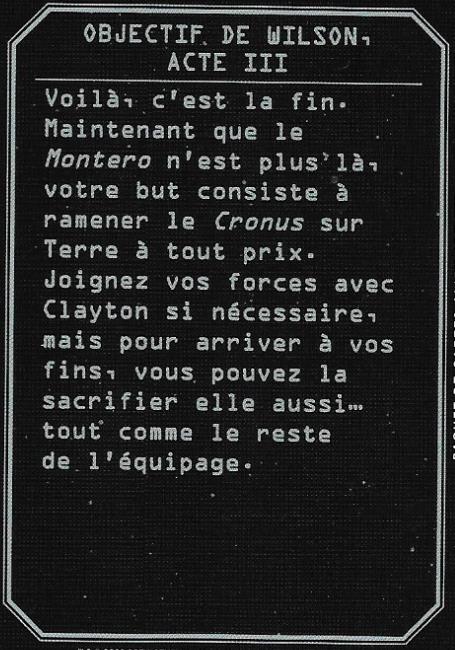 OBJECTIF DE WILSON,
ACTE III
Voilà, c'est la fin.
Maintenant que le
Montero n'est plus là,
votre but consiste à
ramener le Cronus sur
Terre à tout prix.
Joignez vos forces avec
Clayton si nécessaire,
mais pour arriver à vos
fins, vous pouvez la
sacrifier elle aussi…
tout comme le reste
de l'équipage.